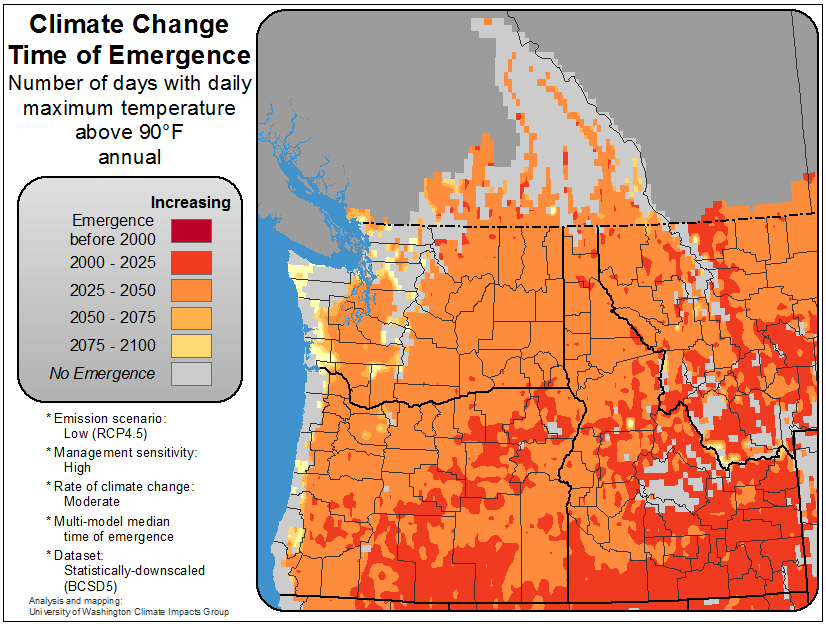 Climate Change
Time of Emergence
Number of days with daily
maximum temperature
above 90°F
annual
Increasing
Emergence
before 2000
2000 - 2025
2025 - 2050
2050 - 2075
2075 - 2100
No Emergence
* Emission scenario:
Low (RCP4.5)
* Management sensitivity:
High
* Rate of climate change:
Moderate
* Multi-model median
time of emergence
* Dataset:
Statistically-downscaled
(BCSD5)
Analysis and mapping:
University of Washington Climate Impacts Group